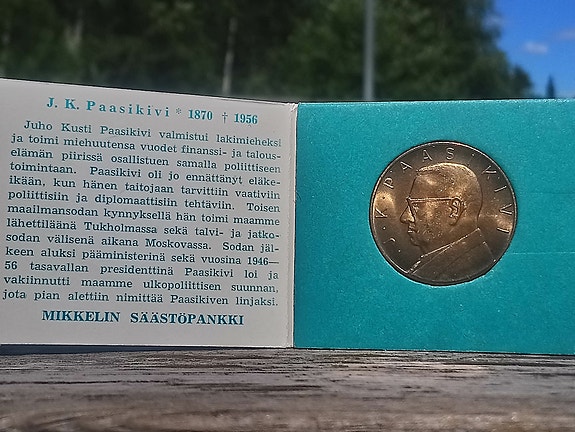 J. K. Paasikivi * 1870 † 1956
Juho Kusti Paasikivi valmistui lakimieheksi
ja toimi miehuutensa vuodet finanssi- ja talous-
elämän piirissä osallistuen samalla poliittiseen
toimintaan. Paasikivi oli jo ennättänyt eläke-
ikään, kun hänen taitojaan tarvittiin vaativiin
poliittisiin ja diplomaattisiin tehtäviin. Toisen
maailmansodan kynnyksellä hän toimi maamme
lähettiläänä Tukholmassa sekä talvi- ja jatko-
sodan välisenä aikana Moskovassa. Sodan jäl-
keen aluksi pääministerinä sekä vuosina 1946—
56 tasavallan presidenttinä Paasikivi loi ja
vakiinnutti maamme ulkopoliittisen suunnan,
jota pian alettiin nimittää Paasikiven linjaksi.
MIKKELIN SÄÄSTÖPANKKI
J.K.PAASIKIVI